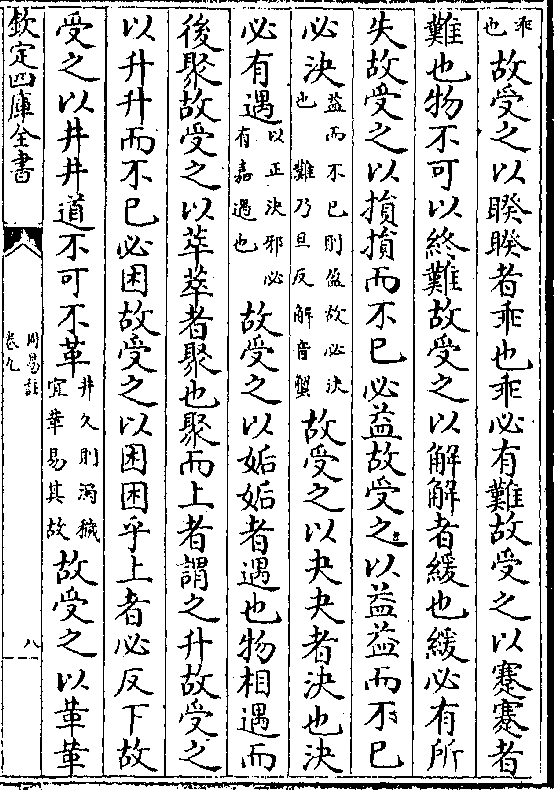 乖也故受之以睽睽者乖也乖必有難故受之以蹇蹇者
難也物不可以終難故受之以解解者緩也緩必有所
失故受之以損損而不已必益故受之以益益而不已
必決益而不已則盈故必決也難乃旦反解音蟹故受之以夬夬者決也決
必有遇以正決邪必有嘉遇也故受之以姤姤者遇也物相遇而
後聚故受之以萃萃者聚也聚而上者謂之升故受之
以升升而不已必困故受之以困困乎上者必反下故
受之以井井道不可不革井久則濁穢宜革易其故故受之以革革
欽定四庫全書
周易註
卷九
八